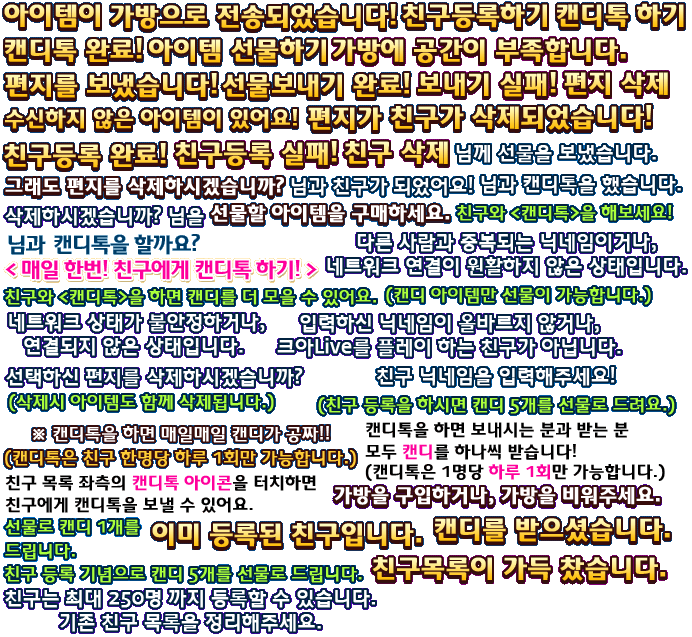 아이템이 가방으로 전송되었습니다! 친구등록하기 캔디톡 하기
캔디톡 완료! 아이템 선물하기 가방에 공간이 부족합니다.
편지를 보냈습니다! 선물보내기 완료! 보내기 실패! 편지 삭제
수신하지 않은 아이템이 있어요! 편지가 친구가 삭제되었습니다!
친구등록 완료! 친구등록 실패! 친구 삭제 님께 선물을 보냈습니다.
그래도 편지를 삭제하시겠습니까? 님과 친구가 되었어요! 님과 캔디톡을 했습니다.
삭제하시겠습니까? 님을 선물할 아이템을 구매하세요. 친구와 <캔디톡>을 해보세요!
님과 캔디톡을 할까요? 다른 사람과 중복되는 닉네임이거나,
< 매일 한번! 친구에게 캔디톡 하기! > 네트워크 연결이 원활하지 않은 상태입니다.
친구와 <캔디톡>을 하면 캔디를 더 모을 수 있어요. (캔디 아이템만 선물이 가능합니다.)
네트워크 상태가 불안정하거나, 입력하신 닉네임이 올바르지 않거나,
연결되지 않은 상태입니다. 크아Live를 플레이 하는 친구가 아닙니다.
선택하신 편지를 삭제하시겠습니까? 친구 닉네임을 입력해주세요!
(삭제시 아이템도 함께 삭제됩니다.) (친구 등록을 하시면 캔디 5개를 선물로 드려요.)
※ 캔디톡을 하면 매일매일 캔디가 공짜!!
(캔디톡은 친구 한명당 하루 1회만 가능합니다.)
캔디톡을 하면 보내시는 분과 받는 분
모두 캔디를 하나씩 받습니다!
(캔디톡은 1명당 하루 1회만 가능합니다.)
친구 목록 좌측의 캔디톡 아이콘을 터치하면
친구에게 캔디톡을 보낼 수 있어요.
가방을 구입하거나, 가방을 비워주세요.
선물로 캔디 1개를
드립니다.
이미 등록된 친구입니다. 캔디를 받으셨습니다.
친구 등록 기념으로 캔디 5개를 선물로 드립니다. 친구목록이 가득 찼습니다.
친구는 최대 250명 까지 등록할 수 있습니다.
기존 친구 목록을 정리해주세요.